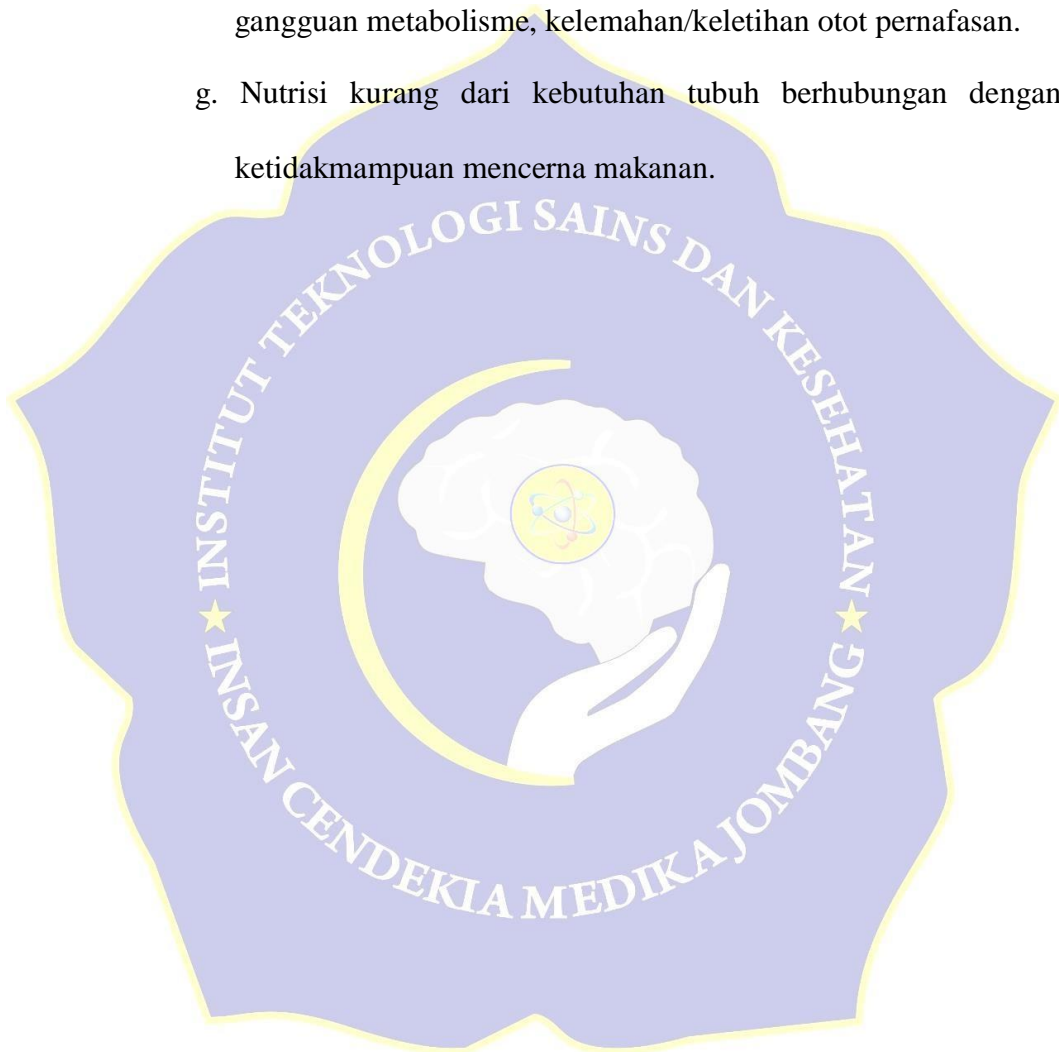 gangguan metabolisme, kelemahan/keletihan otot pernafasan.
g. Nutrisi kurang dari kebutuhan tubuh berhubungan dengan
ketidakmampuan mencerna makanan.
INSTITUT TEKNOLOGI SAINS DAN KESEHATAN
INSAN CENDEKIA MEDIKA JOMBANG